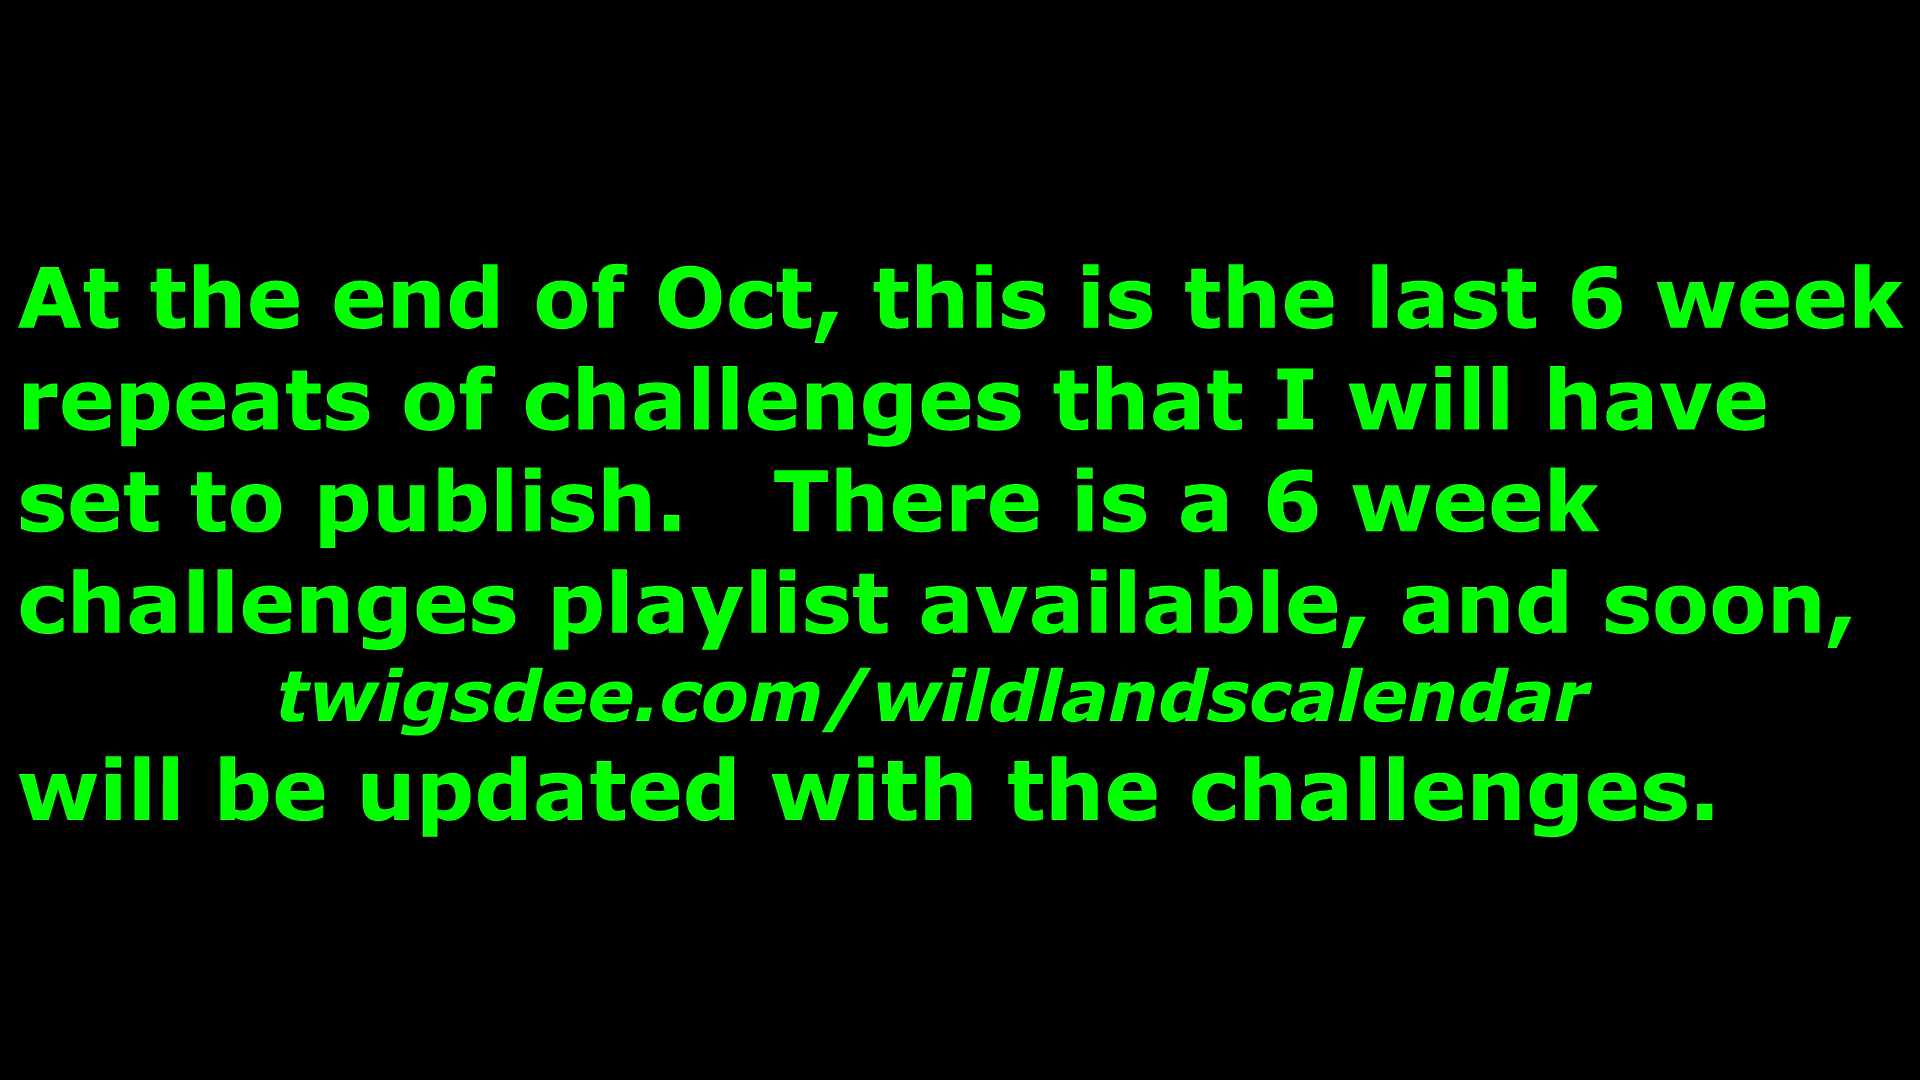 At the end of Oct, this is the last 6 week
repeats of challenges that I will have
set to publish.   There is a 6 week
challenges playlist available, and soon,
twigsdee.com/wildlandscalendar
will be updated with the challenges.